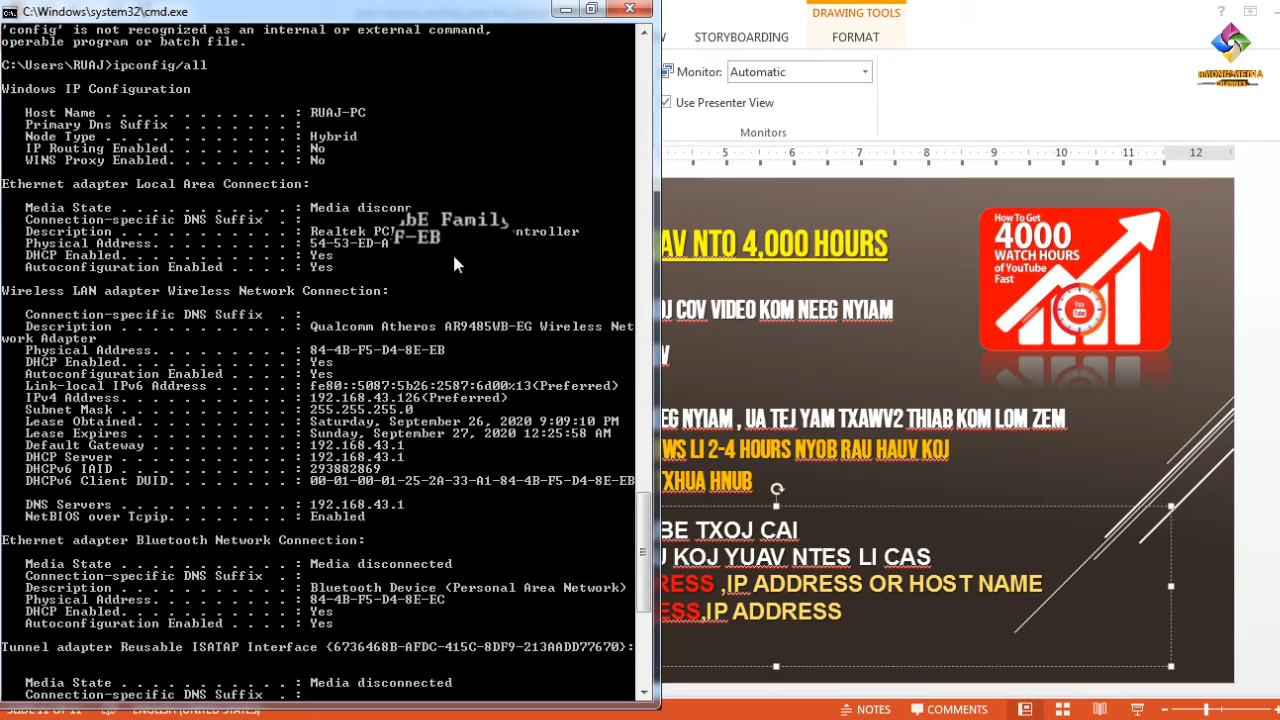 C:\Windows\system32\cmd.exe
'config' is not recognized as an internal or external command,
operable program or batch file.
C:\Users\RUAJ>ipconfig/all
Windows IP Configuration
Host Name . . . . . . . . . . . . : RUAJ-PC
Primary Dns Suffix . . . . . . . :
Node Type . . . . . . . . . . . . : Hybrid
IP Routing Enabled. . . . . . . . : No
WINS Proxy Enabled. . . . . . . . : No
Ethernet adapter Local Area Connection:
Media State . . . . . . . . . . . : Media discon
Connection-specific DNS Suffix . :
Description . . . . . . . . . . . : Realtek PCI bE Family ntroller
Physical Address. . . . . . . . . : 54-53-ED-A F-EB
DHCP Enabled. . . . . . . . . . . : Yes
Autoconfiguration Enabled . . . . : Yes
Wireless LAN adapter Wireless Network Connection:
Connection-specific DNS Suffix . :
Description . . . . . . . . . . . : Qualcomm Atheros AR9485WB-EG Wireless Net
work Adapter
Physical Address. . . . . . . . . : 84-4B-F5-D4-8E-EB
DHCP Enabled. . . . . . . . . . . : Yes
Autoconfiguration Enabled . . . . : Yes
Link-local IPv6 Address . . . . . : fe80::5087:5b26:2587:6d00%13(Preferred)
IPv4 Address. . . . . . . . . . . : 192.168.43.126(Preferred)
Subnet Mask . . . . . . . . . . . : 255.255.255.0
Lease Obtained. . . . . . . . . . : Saturday, September 26, 2020 9:09:10 PM
Lease Expires . . . . . . . . . . : Sunday, September 27, 2020 12:25:58 AM
Default Gateway . . . . . . . . . : 192.168.43.1
DHCP Server . . . . . . . . . . . : 192.168.43.1
DHCPv6 IAID . . . . . . . . . . . : 293882869
DHCPv6 Client DUID. . . . . . . . : 00-01-00-01-25-2A-33-A1-84-4B-F5-D4-8E-EB
DNS Servers . . . . . . . . . . . : 192.168.43.1
NetBIOS over Tcpip. . . . . . . . : Enabled
Ethernet adapter Bluetooth Network Connection:
Media State . . . . . . . . . . . : Media disconnected
Connection-specific DNS Suffix . :
Description . . . . . . . . . . . : Bluetooth Device (Personal Area Network)
Physical Address. . . . . . . . . : 84-4B-F5-D4-8E-EC
DHCP Enabled. . . . . . . . . . . : Yes
Autoconfiguration Enabled . . . . : Yes
Tunnel adapter Reusable ISATAP Interface {6736468B-AFDC-415C-8DF9-213AADD77670}:
Media State . . . . . . . . . . . : Media disconnected
Connection-specific DNS Suffix . :
DRAWING TOOLS
W STORYBOARDING FORMAT
Monitor: Automatic
Use Presenter View
Monitors
HMONGSMEDIA
5 6 7 8 9 10 11 12
AV NTO 4,000 HOURS
How To Get
4000
WATCH HOURS
of YouTube
Fast
You
Tube
J COV VIDEO KOM NEEG NYIAM
V
EG NYIAM , UA TEJ YAM TXAWV2 THIAB KOM LOM ZEM
WS LI 2-4 HOURS NYOB RAU HAUV KOJ
TXHUA HNUB
BE TXOJ CAI
U KOJ YUAV NTES LI CAS
RESS ,IP ADDRESS OR HOST NAME
ESS,IP ADDRESS
SLIDE 11 OF 11 ENGLISH (UNITED STATES)
NOTES COMMENTS